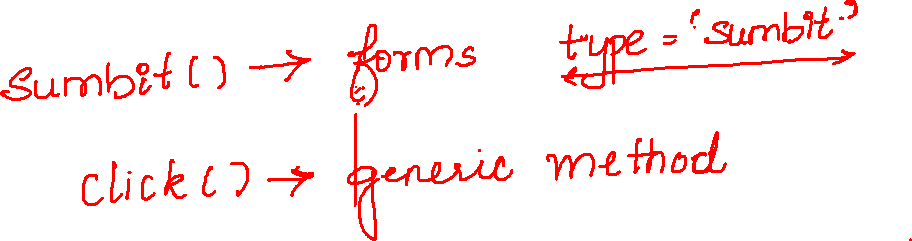 Sumbit() → forms type = 'sumbit'
click() → generic method